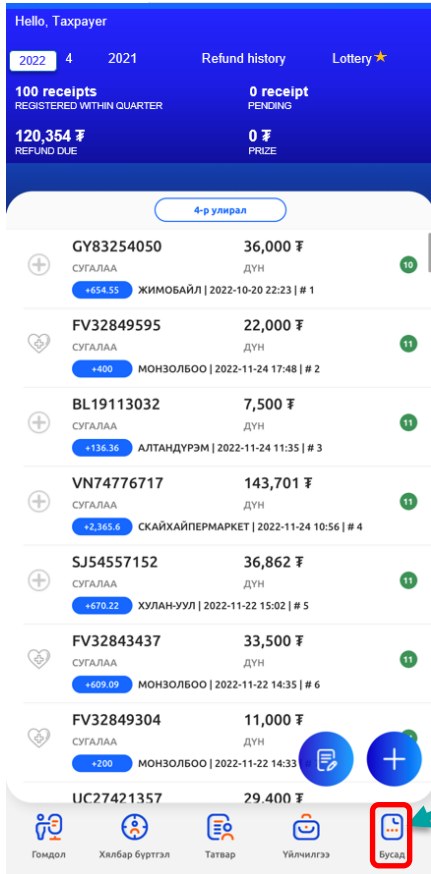 Hello, Taxpayer
2022 4 2021 Refund history Lottery
100 receipts 0 receipt
REGISTERED WITHIN QUARTER PENDING
120,354 ₮ 0 ₮
REFUND DUE PRIZE
4-р улирал
GY83254050 36,000 ₮
СУГАЛАА ДҮН 10
+654.55 ЖИМОБАЙЛ | 2022-10-20 22:23 | # 1
FV32849595 22,000 ₮
СУГАЛАА ДҮН 11
+400 МОНЗОЛБОО | 2022-11-24 17:48 | # 2
BL19113032 7,500 ₮
СУГАЛАА ДҮН 11
+136.36 АЛТАНДҮРЭМ | 2022-11-24 11:35 | # 3
VN74776717 143,701 ₮
СУГАЛАА ДҮН 11
+2,365.6 СКАЙХАЙПЕРМАРКЕТ | 2022-11-24 10:56 | # 4
SJ54557152 36,862 ₮
СУГАЛАА ДҮН 11
+670.22 ХУЛАН-УУЛ | 2022-11-22 15:02 | # 5
FV32843437 33,500 ₮
СУГАЛАА ДҮН 11
+609.09 МОНЗОЛБОО | 2022-11-22 14:35 | # 6
FV32849304 11,000 ₮
СУГАЛАА ДҮН
+200 МОНЗОЛБОО | 2022-11-22 14:33
UC27421357 29,400 ₮
Гомдол Хялбар бүртгэл Татвар Үйлчилгээ Бусад